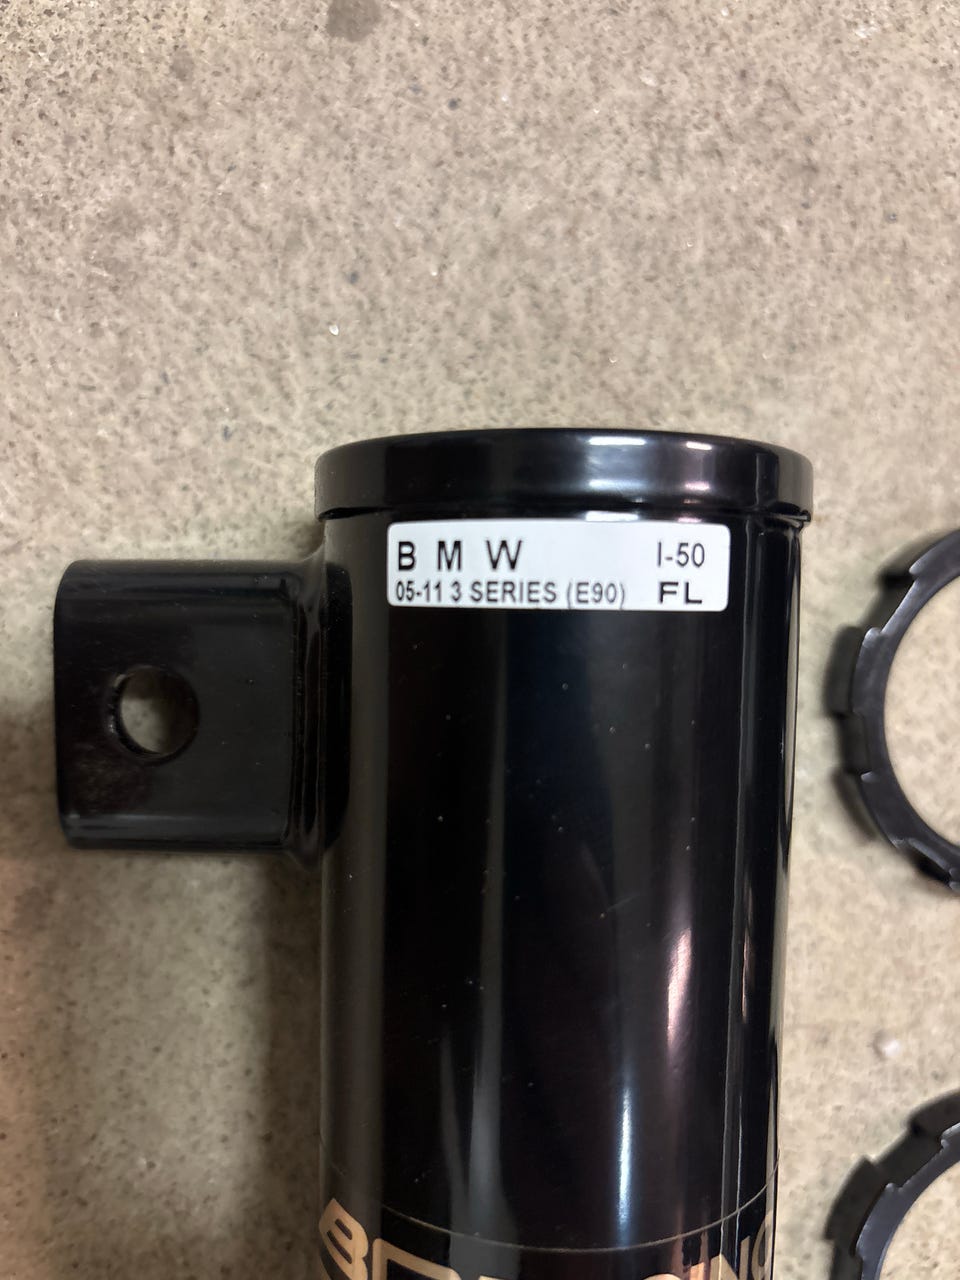 B M W I-50
05-11 3 SERIES (E90) FL